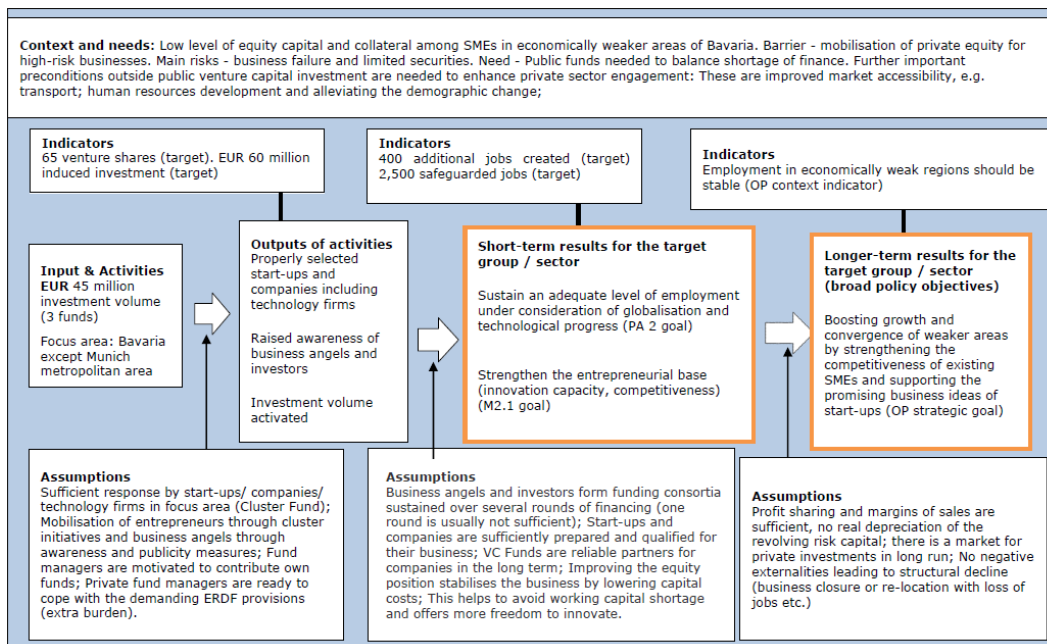 Context and needs: Low level of equity capital and collateral among SMEs in economically weaker areas of Bavaria. Barrier - mobilisation of private equity for
high-risk businesses. Main risks - business failure and limited securities. Need - Public funds needed to balance shortage of finance. Further important
preconditions outside public venture capital investment are needed to enhance private sector engagement: These are improved market accessibility, e.g.
transport; human resources development and alleviating the demographic change;
Indicators
65 venture shares (target). EUR 60 million
induced investment (target)
Indicators
400 additional jobs created (target)
2,500 safeguarded jobs (target)
Indicators
Employment in economically weak regions should be
stable (OP context indicator)
Input & Activities
EUR 45 million
investment volume
(3 funds)
Focus area: Bavaria
except Munich
metropolitan area
Outputs of activities
Properly selected
start-ups and
companies including
technology firms
Raised awareness of
business angels and
investors
Investment volume
activated
Short-term results for the target
group / sector
Sustain an adequate level of employment
under consideration of globalisation and
technological progress (PA 2 goal)
Strengthen the entrepreneurial base
(innovation capacity, competitiveness)
(M2.1 goal)
Longer-term results for the
target group / sector
(broad policy objectives)
Boosting growth and
convergence of weaker areas
by strengthening the
competitiveness of existing
SMEs and supporting the
promising business ideas of
start-ups (OP strategic goal)
Assumptions
Sufficient response by start-ups/ companies/
technology firms in focus area (Cluster Fund);
Mobilisation of entrepreneurs through cluster
initiatives and business angels through
awareness and publicity measures; Fund
managers are motivated to contribute own
funds; Private fund managers are ready to
cope with the demanding ERDF provisions
(extra burden).
Assumptions
Business angels and investors form funding consortia
sustained over several rounds of financing (one
round is usually not sufficient); Start-ups and
companies are sufficiently prepared and qualified for
their business; VC Funds are reliable partners for
companies in the long term; Improving the equity
position stabilises the business by lowering capital
costs; This helps to avoid working capital shortage
and offers more freedom to innovate.
Assumptions
Profit sharing and margins of sales are
sufficient, no real depreciation of the
revolving risk capital; there is a market for
private investments in long run; No negative
externalities leading to structural decline
(business closure or re-location with loss of
jobs etc.)